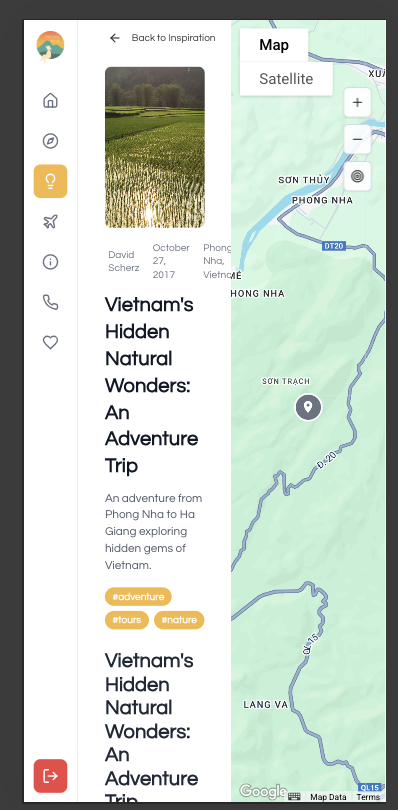 Back to Inspiration
David
Scherz
October
27,
2017
Phong
Nha,
Vietnam
Vietnam's
Hidden
Natural
Wonders:
An
Adventure
Trip
An adventure from
Phong Nha to Ha
Giang exploring
hidden gems of
Vietnam.
#adventure
#tours #nature
Vietnam's
Hidden
Natural
Wonders:
An
Adventure
Trip
Map
Satellite
+
−
SƠN THỦY
PHONG NHA
DT20
HONG NHA
SƠN TRẠCH
Đ.20
QL15
LANG VA
QL15
Google
Map Data
Terms